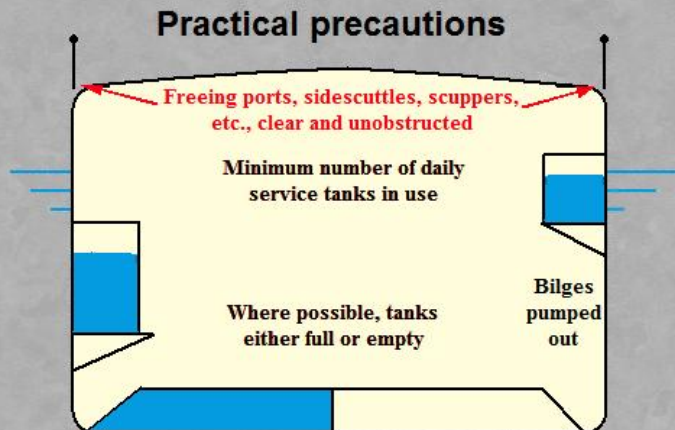 Practical precautions
Freeing ports, sidescuttles, scuppers,
etc., clear and unobstructed
Minimum number of daily
service tanks in use
Where possible, tanks
either full or empty
Bilges
pumped
out